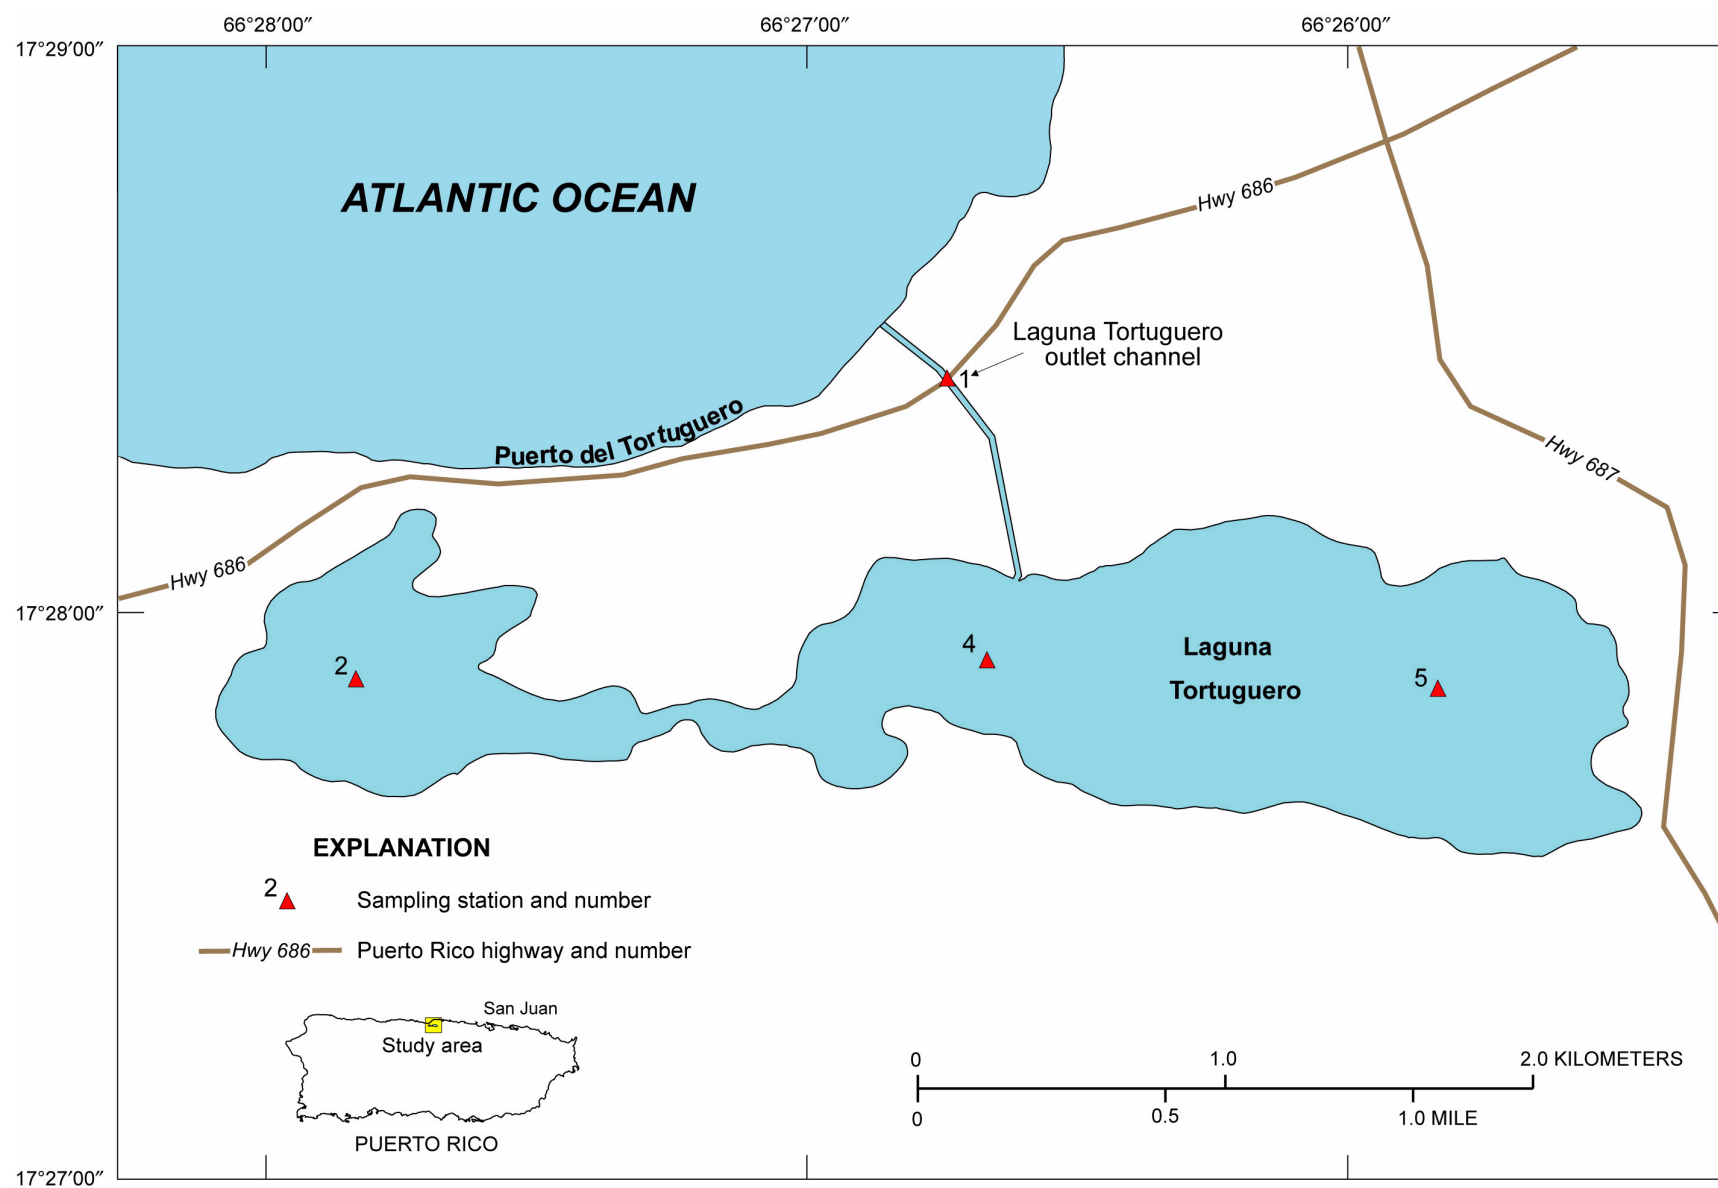 66°28′00″
66°27′00″
66°26′00″
17°29′00″
ATLANTIC OCEAN
Hwy 686
Laguna Tortuguero
outlet channel
1
Puerto del Tortuguero
Hwy 687
Hwy 686
17°28′00″
4
Laguna
2
5
Tortuguero
EXPLANATION
2
Sampling station and number
Hwy 686
Puerto Rico highway and number
San Juan
Study area
PUERTO RICO
0
1.0
2.0 KILOMETERS
0
0.5
1.0 MILE
17°27′00″